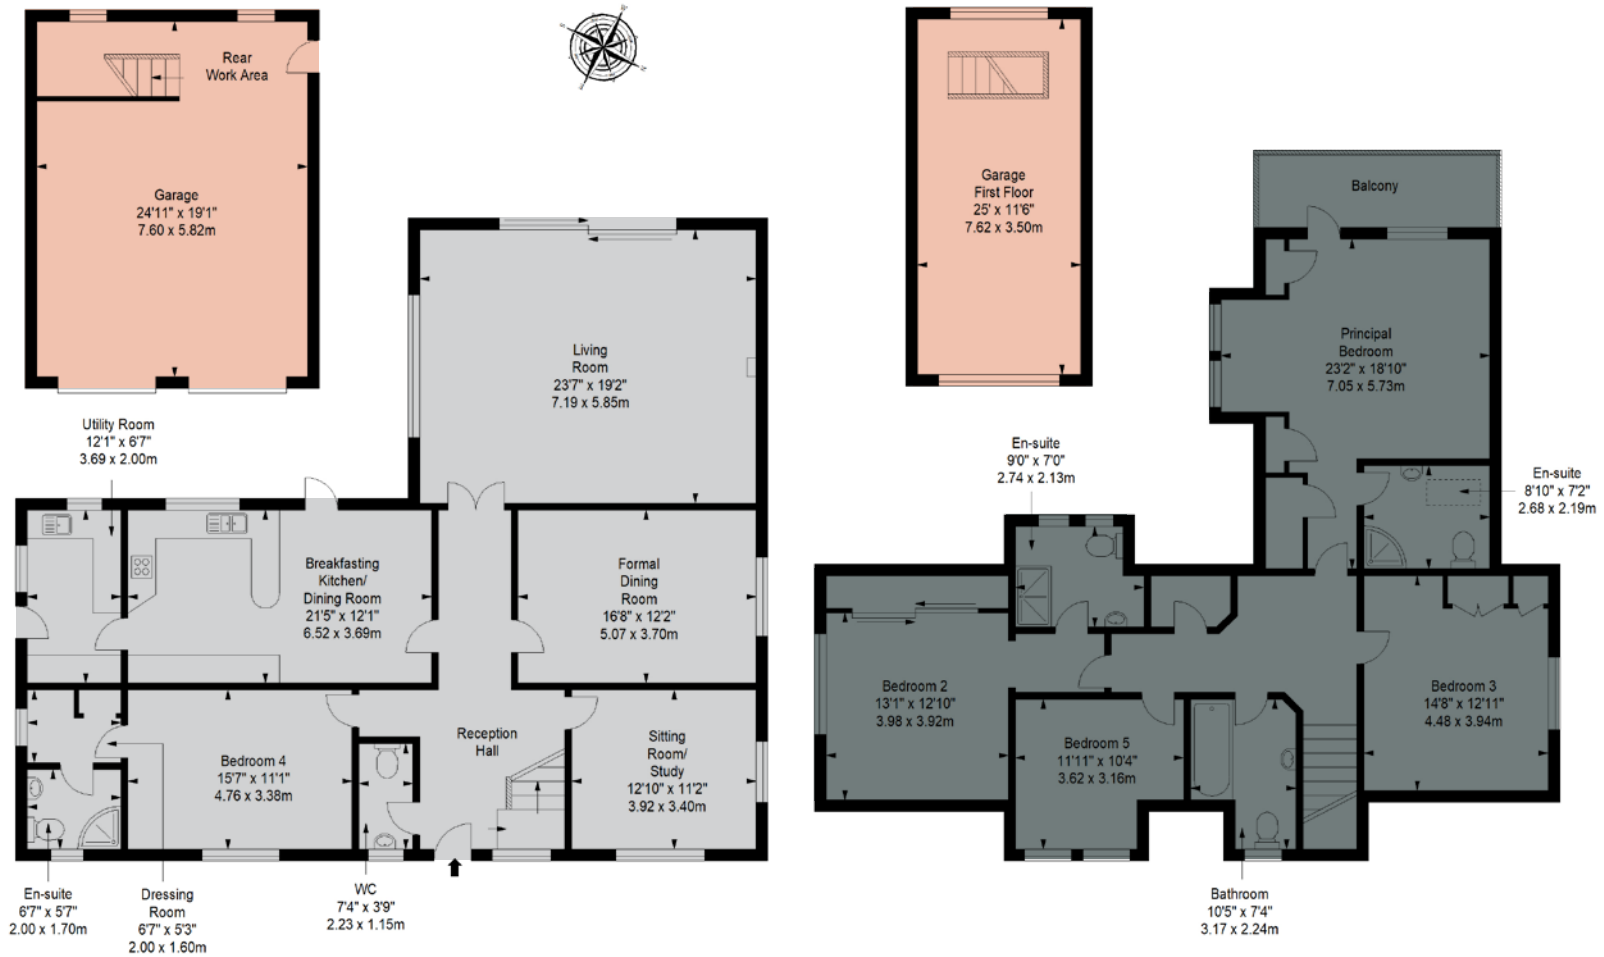 Rear
Work Area
Garage
24'11" x 19'1"
7.60 x 5.82m
Garage
First Floor
25' x 11'6"
7.62 x 3.50m
Balcony
Living
Room
23'7" x 19'2"
7.19 x 5.85m
Principal
Bedroom
23'2" x 18'10"
7.05 x 5.73m
Utility Room
12'1" x 6'7"
3.69 x 2.00m
En-suite
9'0" x 7'0"
2.74 x 2.13m
En-suite
8'10" x 7'2"
2.68 x 2.19m
Breakfasting
Kitchen/
Dining Room
21'5" x 12'1"
6.52 x 3.69m
Formal
Dining
Room
16'8" x 12'2"
5.07 x 3.70m
Bedroom 2
13'1" x 12'10"
3.98 x 3.92m
Bedroom 3
14'8" x 12'11"
4.48 x 3.94m
Bedroom 4
15'7" x 11'1"
4.76 x 3.38m
Reception
Hall
Sitting
Room/
Study
12'10" x 11'2"
3.92 x 3.40m
Bedroom 5
11'11" x 10'4"
3.62 x 3.16m
En-suite
6'7" x 5'7"
2.00 x 1.70m
Dressing
Room
6'7" x 5'3"
2.00 x 1.60m
WC
7'4" x 3'9"
2.23 x 1.15m
Bathroom
10'5" x 7'4"
3.17 x 2.24m